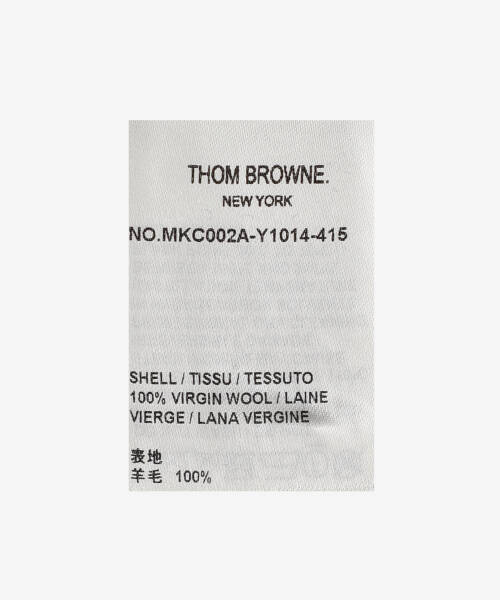 THOM BROWNE.
NEW YORK
NO.MKC002A-Y1014-415
SHELL / TISSU / TESSUTO
100% VIRGIN WOOL / LAINE
VIERGE / LANA VERGINE
表地
羊毛 100%